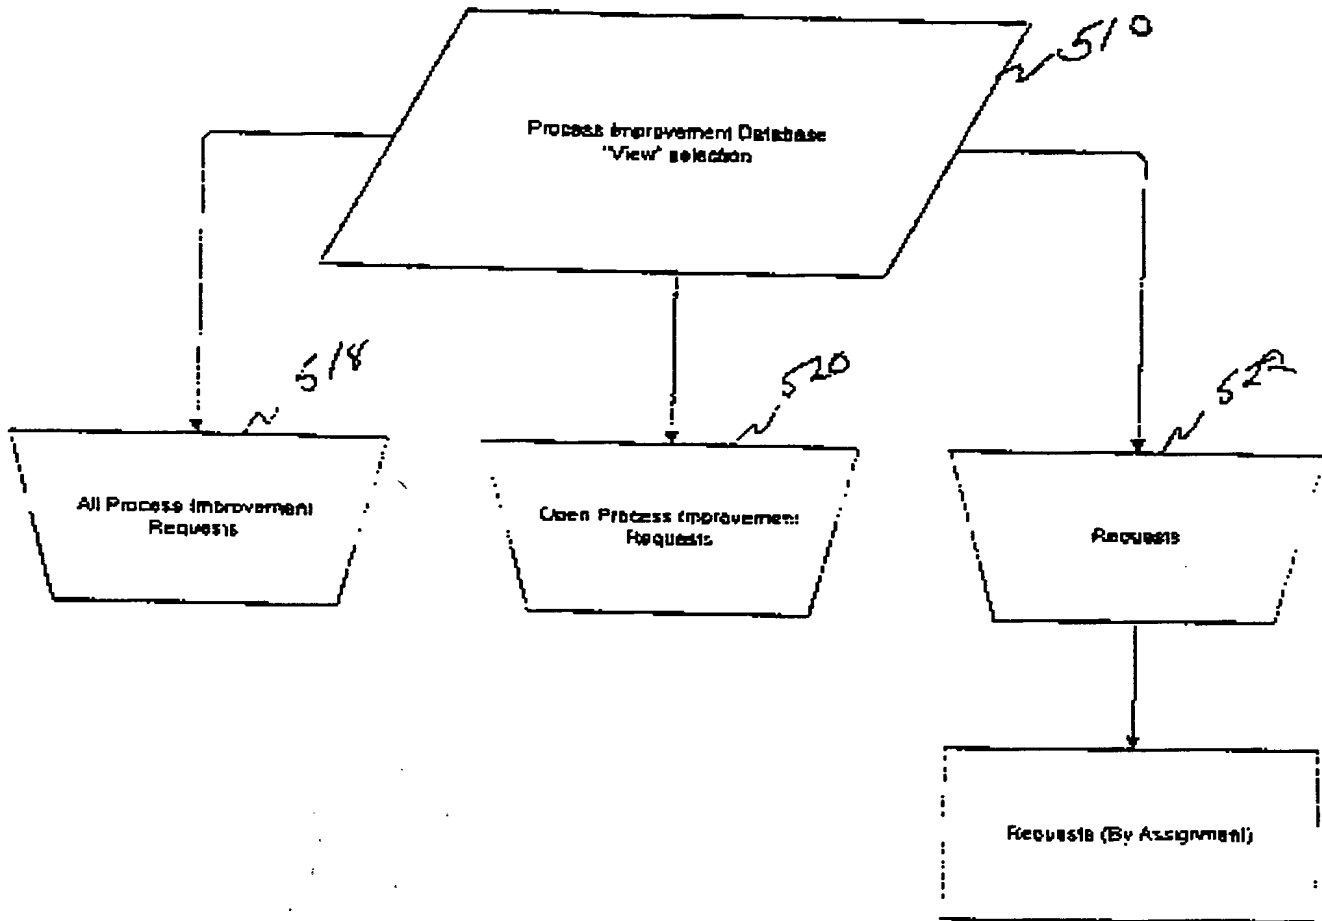 510
Process Improvement Database
"View" selection
518
520
522
All Process Improvement
Requests
Open Process Improvement
Requests
Requests
Requests (By Assignment)